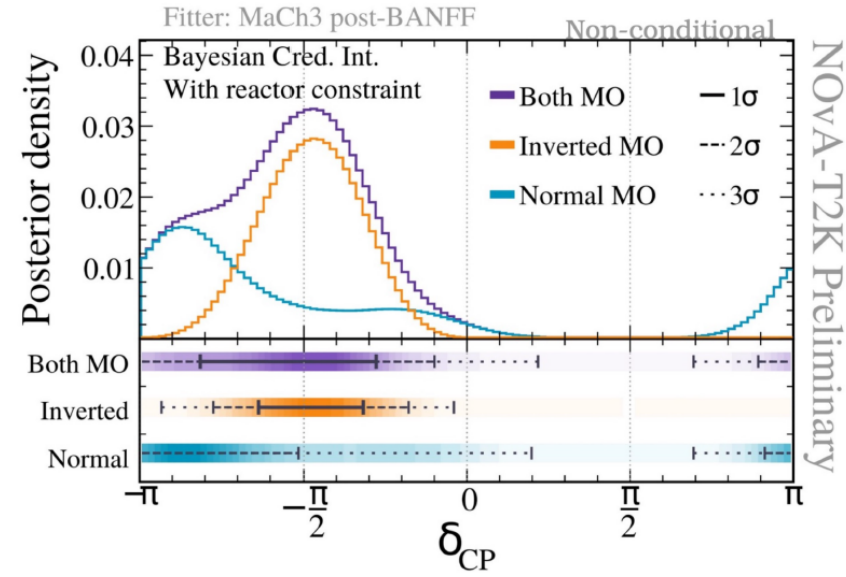 Fitter: MaCh3 post-BANFF
Non-conditional
Bayesian Cred. Int.
With reactor constraint
Both MO
Inverted MO
Normal MO
1σ
2σ
3σ
Posterior density
0.04
0.03
0.02
0.01
Both MO
Inverted
Normal
−π
−π/2
0
π/2
π
δCP
NOvA-T2K Preliminary